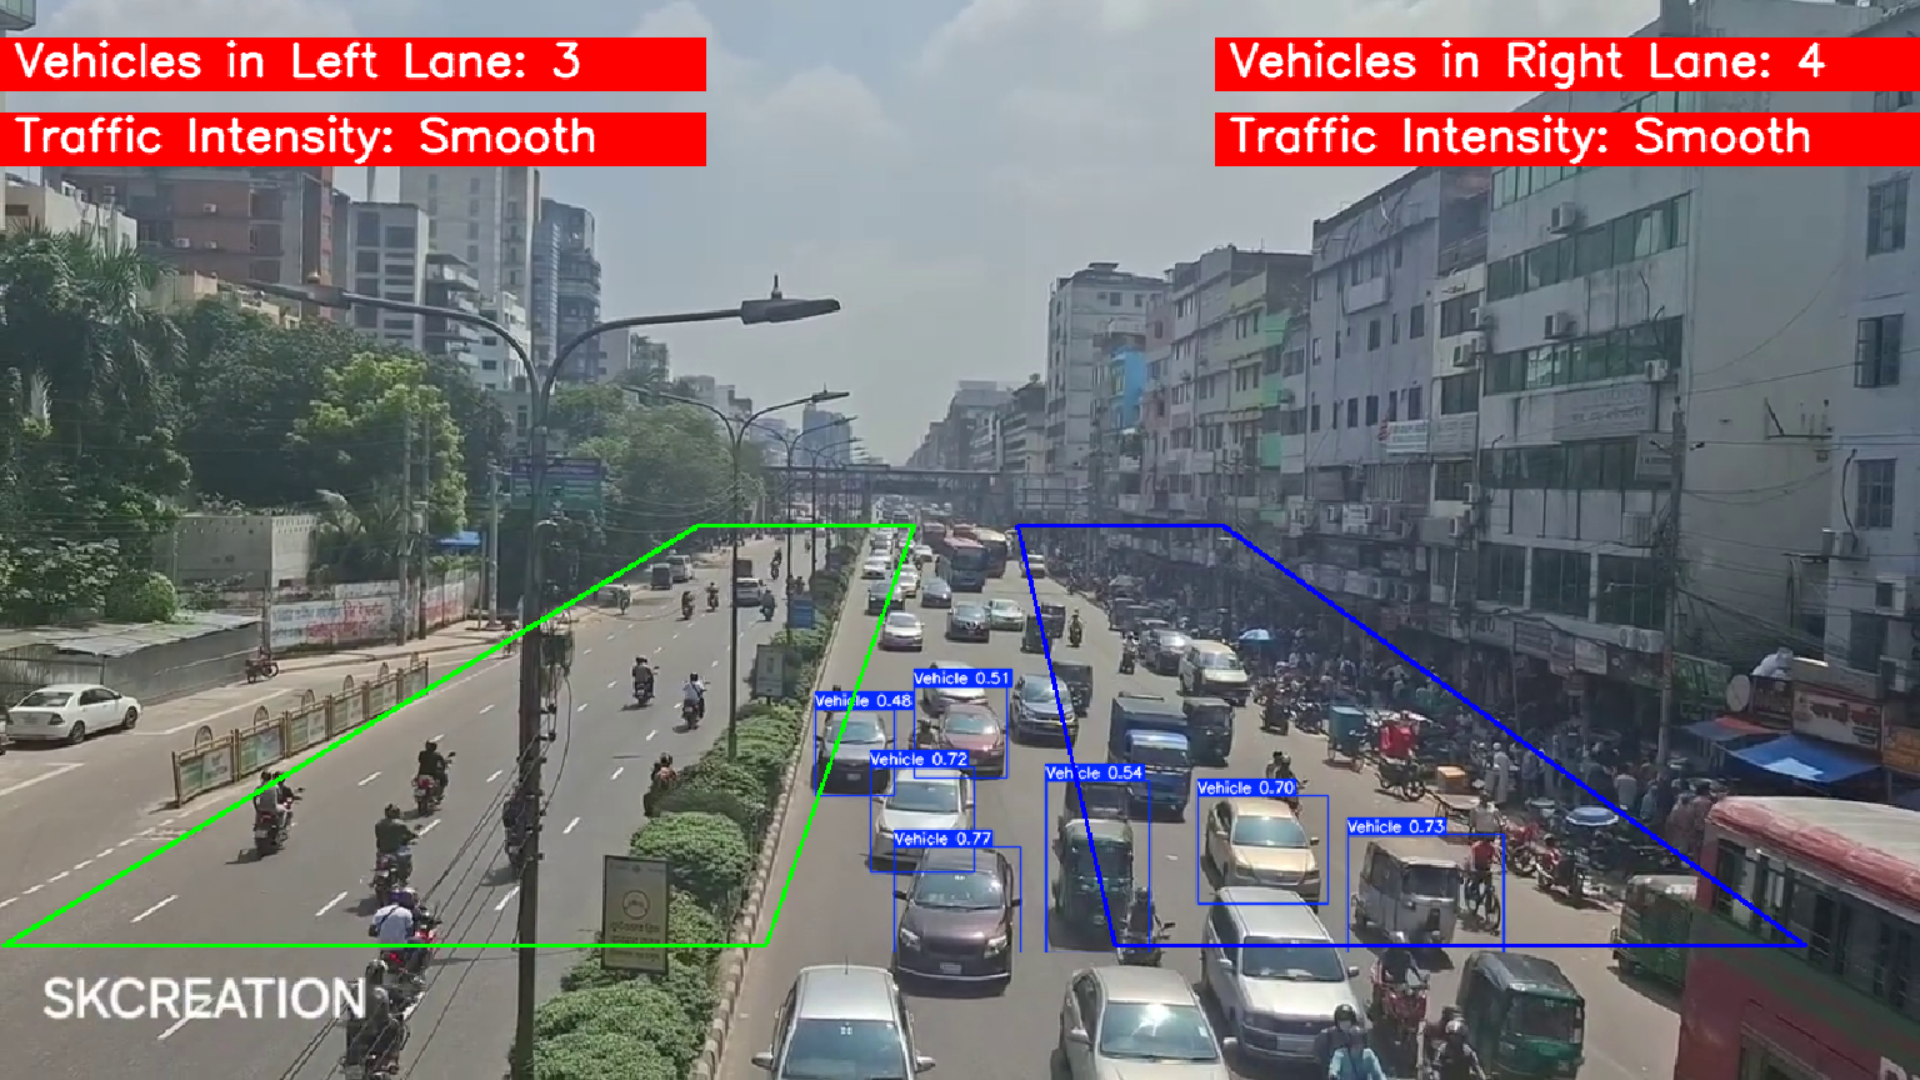 Vehicles in Left Lane: 3
Vehicles in Right Lane: 4
Traffic Intensity: Smooth
Traffic Intensity: Smooth
Vehicle 0.51
Vehicle 0.48
Vehicle 0.72
Vehicle 0.54
Vehicle 0.70
Vehicle 0.73
Vehicle 0.77
SKCREATION